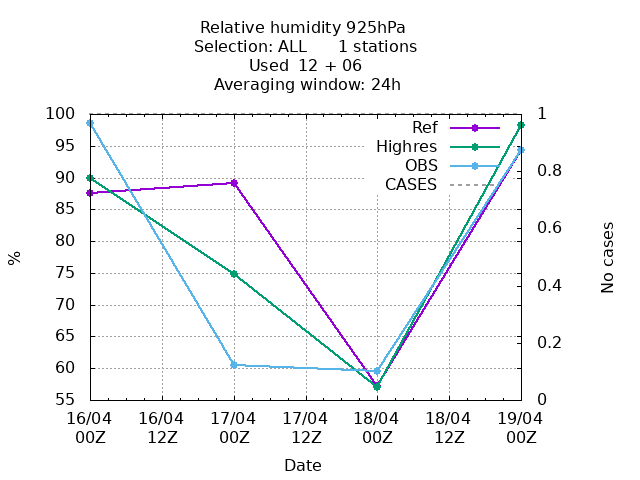 Relative humidity 925hPa
Selection: ALL      1 stations
Used  12 + 06
Averaging window: 24h
100
95
90
85
80
75
70
65
60
55
1
0.8
0.6
0.4
0.2
0
%
No cases
Ref
Highres
OBS
CASES
16/04 00Z
16/04 12Z
17/04 00Z
17/04 12Z
18/04 00Z
18/04 12Z
19/04 00Z
Date